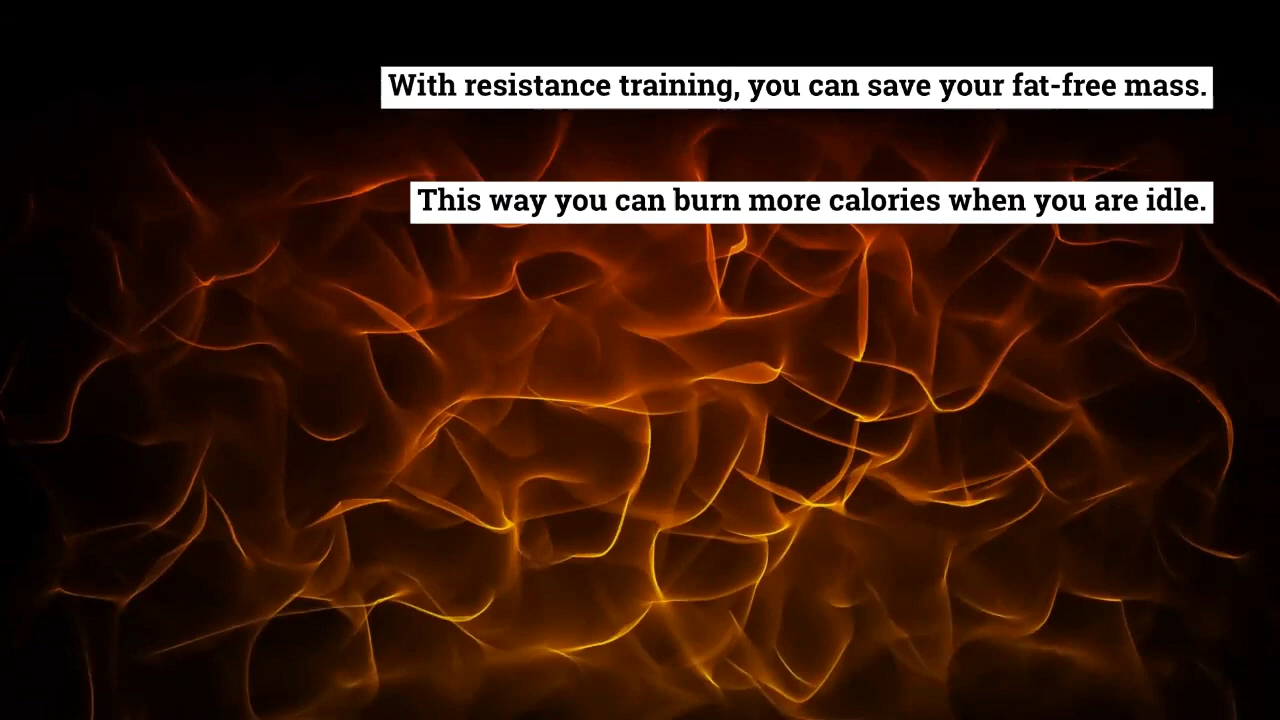 With resistance training, you can save your fat-free mass.
This way you can burn more calories when you are idle.